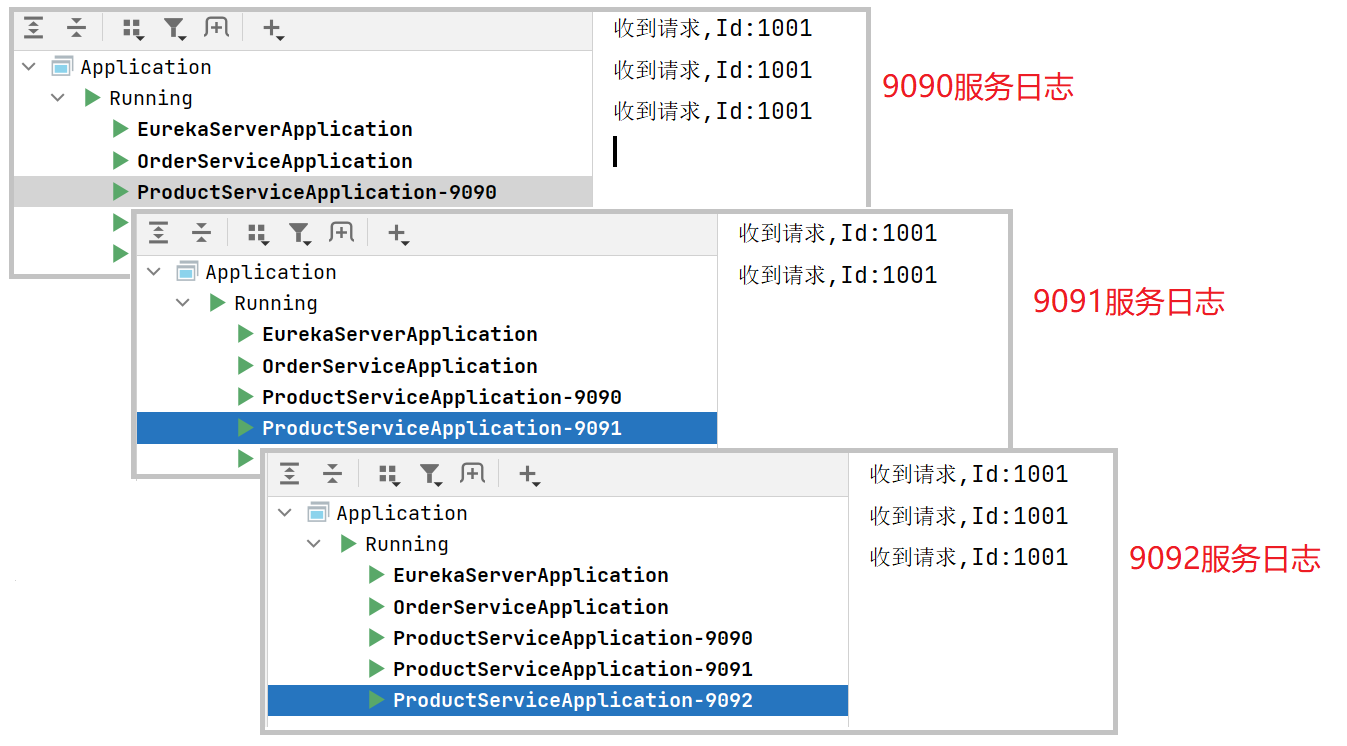 Application
Running
EurekaServerApplication
OrderServiceApplication
ProductServiceApplication-9090
收到请求,Id:1001
收到请求,Id:1001
收到请求,Id:1001
9090服务日志
Application
Running
EurekaServerApplication
OrderServiceApplication
ProductServiceApplication-9090
ProductServiceApplication-9091
收到请求,Id:1001
收到请求,Id:1001
9091服务日志
Application
Running
EurekaServerApplication
OrderServiceApplication
ProductServiceApplication-9090
ProductServiceApplication-9091
ProductServiceApplication-9092
收到请求,Id:1001
收到请求,Id:1001
收到请求,Id:1001
9092服务日志